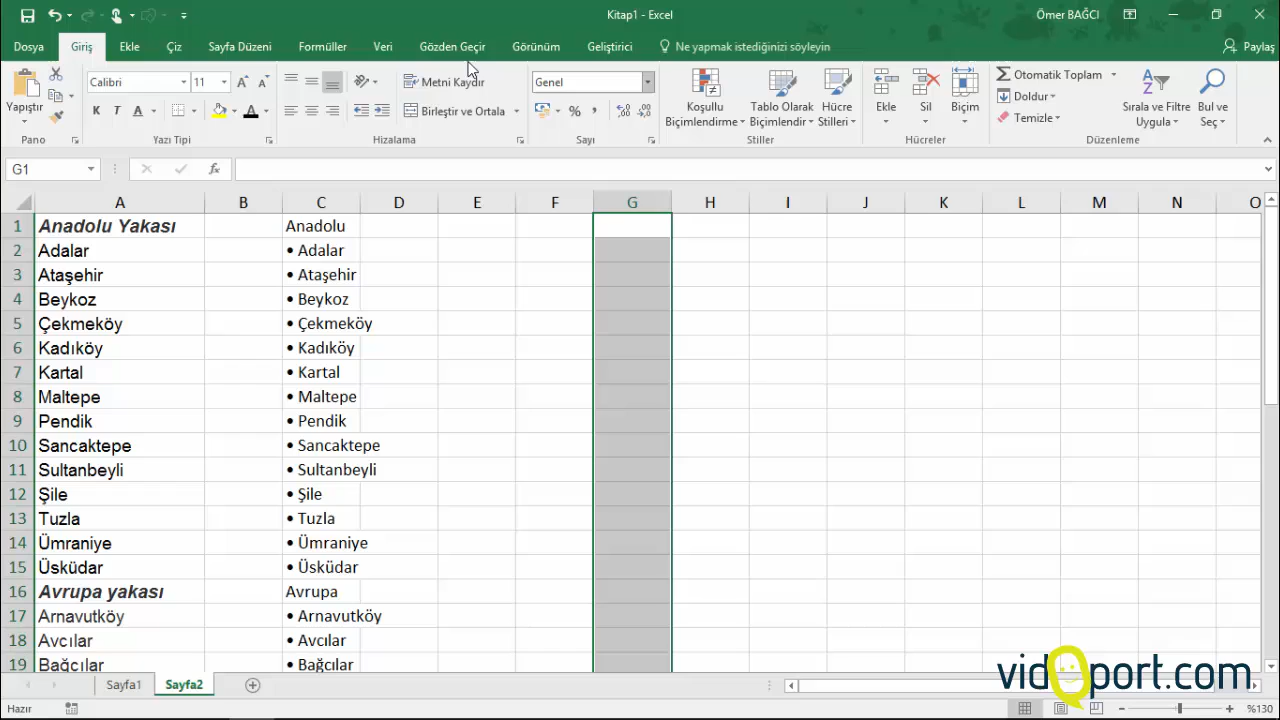 Kitap1 - Excel
Ömer BAĞCI
Dosya Giriş Ekle Çiz Sayfa Düzeni Formüller Veri Gözden Geçir Görünüm Geliştirici Ne yapmak istediğinizi söyleyin Paylaş
Yapıştır
Pano
Calibri 11
K T A A
Yazı Tipi
Metni Kaydır
Birleştir ve Ortala
Hizalama
Genel
%
Sayı
Koşullu Biçimlendirme
Tablo Olarak Biçimlendir
Hücre Stilleri
Stiller
Ekle
Sil
Biçim
Hücreler
Otomatik Toplam
Doldur
Temizle
Sırala ve Filtre Uygula
Bul ve Seç
Düzenleme
G1
fx
A B C D E F G H I J K L M N O
1 Anadolu Yakası Anadolu
2 Adalar • Adalar
3 Ataşehir • Ataşehir
4 Beykoz • Beykoz
5 Çekmeköy • Çekmeköy
6 Kadıköy • Kadıköy
7 Kartal • Kartal
8 Maltepe • Maltepe
9 Pendik • Pendik
10 Sancaktepe • Sancaktepe
11 Sultanbeyli • Sultanbeyli
12 Şile • Şile
13 Tuzla • Tuzla
14 Ümraniye • Ümraniye
15 Üsküdar • Üsküdar
16 Avrupa yakası Avrupa
17 Arnavutköy • Arnavutköy
18 Avcılar • Avcılar
19 Bağcılar • Bağcılar
vidoport.com
Sayfa1 Sayfa2
Hazır
%130